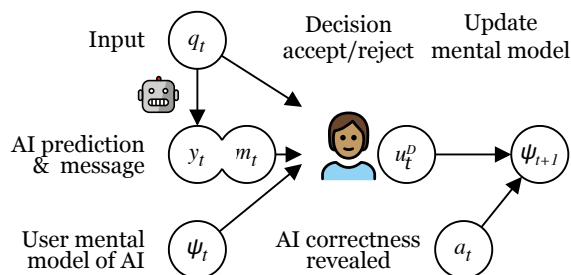 Input
q_t
Decision
accept/reject
Update
mental model
AI prediction
& message
y_t
m_t
u_t^D
ψ_{t+1}
User mental
model of AI
ψ_t
AI correctness
revealed
a_t